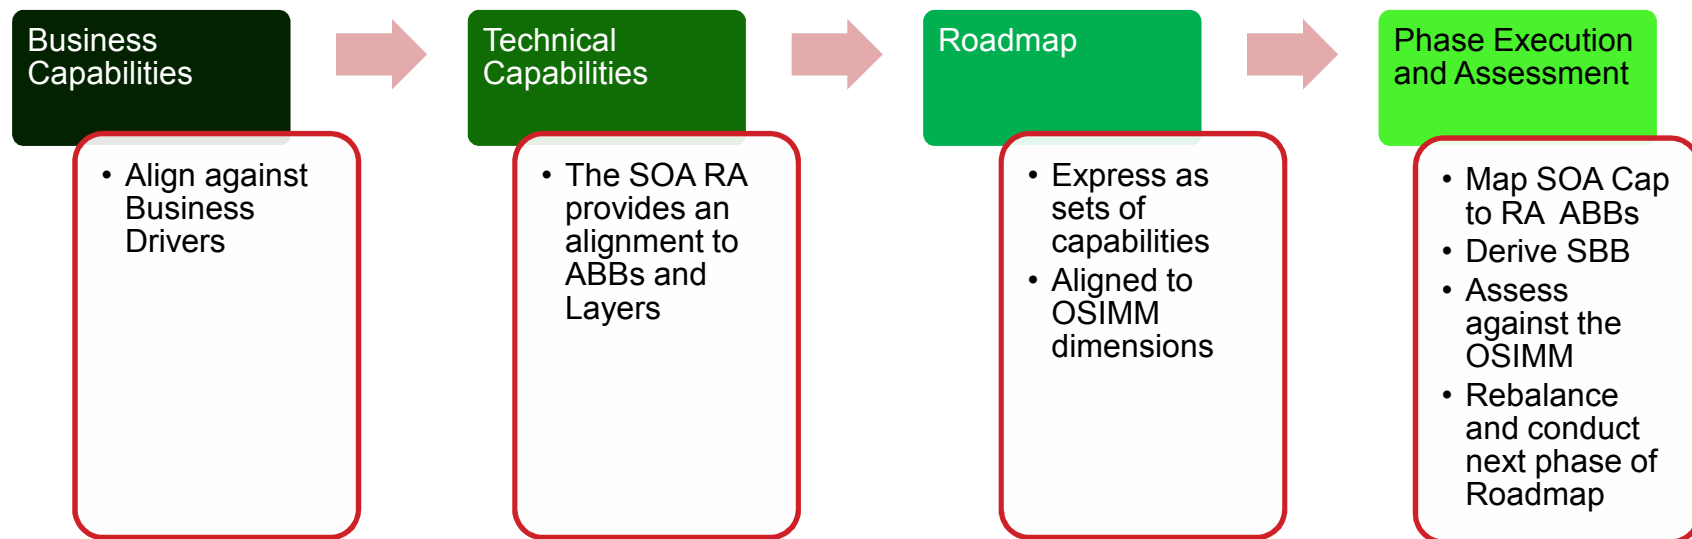 Business
Capabilities
• Align against
Business
Drivers
Technical
Capabilities
• The SOA RA
provides an
alignment to
ABBs and
Layers
Roadmap
• Express as
sets of
capabilities
• Aligned to
OSIMM
dimensions
Phase Execution
and Assessment
• Map SOA Cap
to RA ABBs
• Derive SBB
• Assess
against the
OSIMM
• Rebalance
and conduct
next phase of
Roadmap